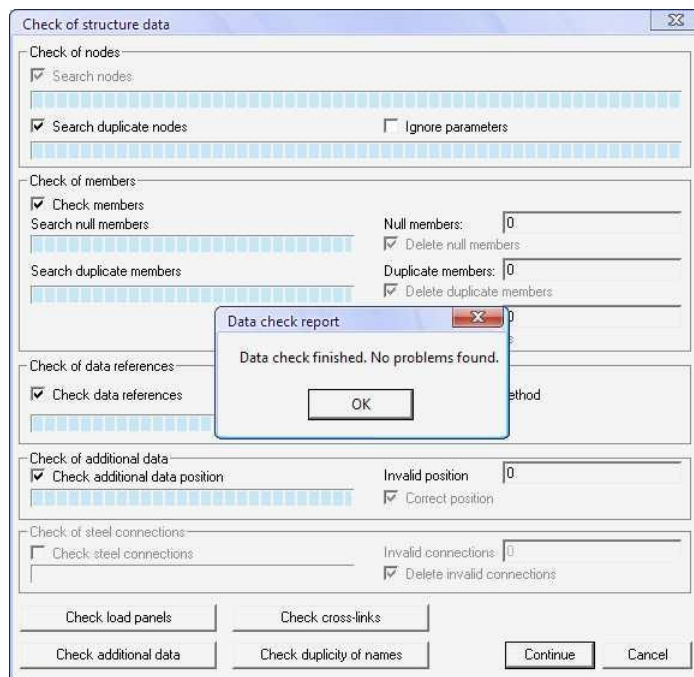 Check of structure data
Check of nodes
Search nodes
Search duplicate nodes
Ignore parameters
Check of members
Check members
Search null members
Null members: 0
Delete null members
Search duplicate members
Duplicate members: 0
Delete duplicate members
Data check report
Data check finished. No problems found.
OK
Check of data references
Check data references
Check of additional data
Check additional data position
Invalid position 0
Correct position
Check of steel connections
Check steel connections
Invalid connections 0
Delete invalid connections
Check load panels
Check cross-links
Check additional data
Check duplicity of names
Continue
Cancel